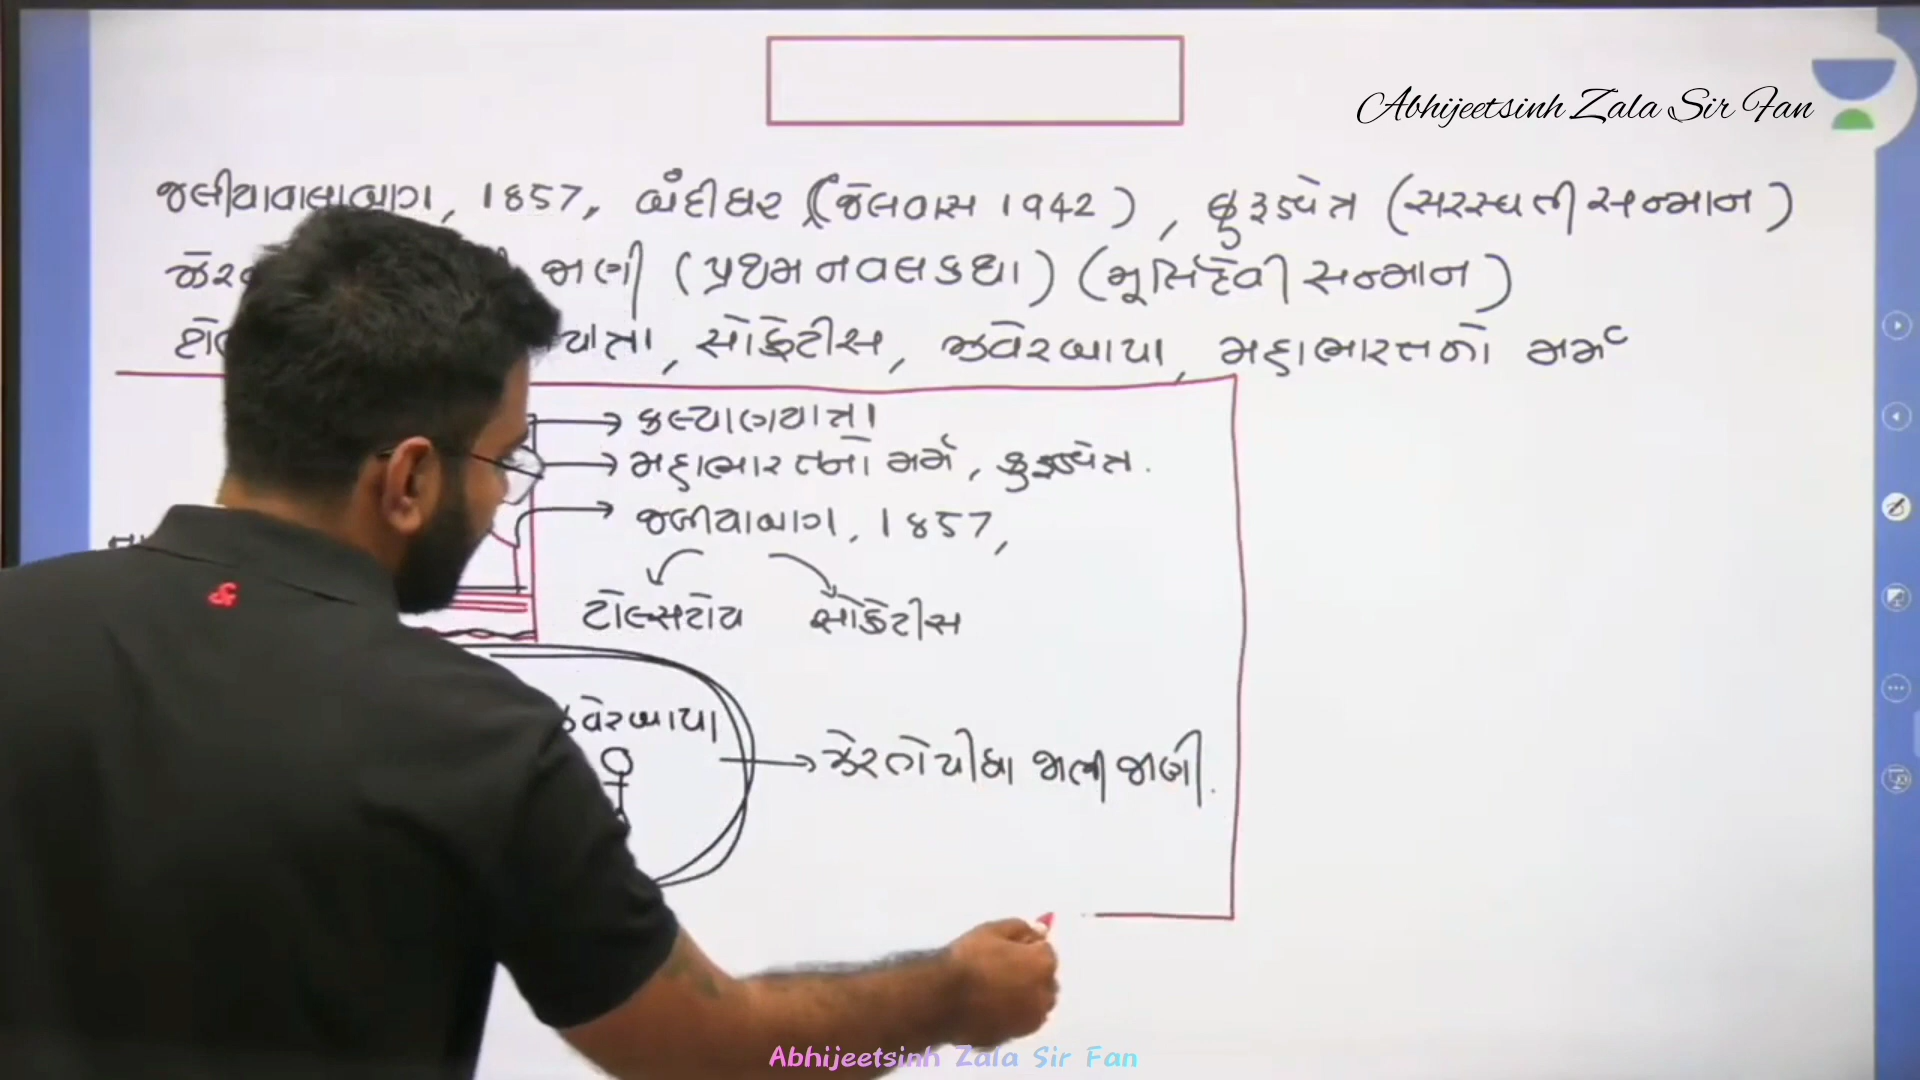 Abhijeetsinh Zala Sir Fan
જલીયાવાલાબાગ, 1857, બંદીઘર (જેલવાસ 1942), કુરુક્ષેત્ર (સરસ્વતી સન્માન)
જાણી (પ્રથમ નવલકથા) (મૂર્તિદેવી સન્માન)
યાત્રા, સોક્રેટીસ, ઝવેરબાપા, મહાભારતનો મર્મ
કલ્યાણયાત્રા
મહાભારતનો મર્મ, કુરુક્ષેત્ર.
જલીયાબાગ, 1857,
ટોલ્સટોય સોક્રેટીસ
ઝવેરબાપા
ઝેર તો પીધા જાણી જાણી.
Abhijeetsinh Zala Sir Fan